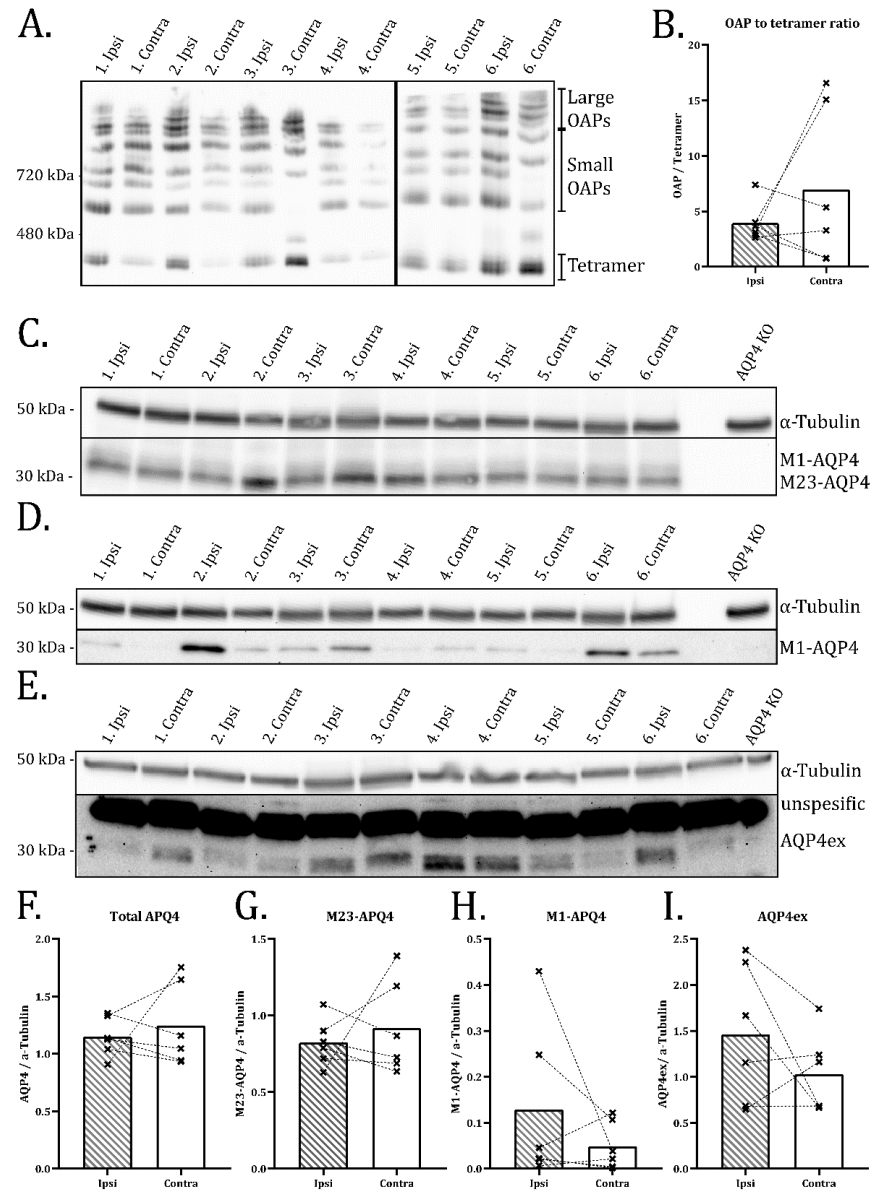 A.
1. Ipsi
1. Contra
2. Ipsi
2. Contra
3. Ipsi
3. Contra
4. Ipsi
4. Contra
5. Ipsi
5. Contra
6. Ipsi
6. Contra
Large
OAPs
720 kDa -
Small
OAPs
480 kDa -
Tetramer
B.
OAP to tetramer ratio
OAP / Tetramer
20
15
10
5
0
Ipsi
Contra
C.
1. Ipsi
1. Contra
2. Ipsi
2. Contra
3. Ipsi
3. Contra
4. Ipsi
4. Contra
5. Ipsi
5. Contra
6. Ipsi
6. Contra
AQP4 KO
50 kDa -
α-Tubulin
30 kDa -
M1-AQP4
M23-AQP4
D.
1. Ipsi
1. Contra
2. Ipsi
2. Contra
3. Ipsi
3. Contra
4. Ipsi
4. Contra
5. Ipsi
5. Contra
6. Ipsi
6. Contra
AQP4 KO
50 kDa -
α-Tubulin
30 kDa -
M1-AQP4
E.
1. Ipsi
1. Contra
2. Ipsi
2. Contra
3. Ipsi
3. Contra
4. Ipsi
4. Contra
5. Ipsi
5. Contra
6. Ipsi
6. Contra
AQP4 KO
50 kDa -
α-Tubulin
unspesific
30 kDa -
AQP4ex
F.
Total APQ4
AQP4 / a-Tubulin
2.0
1.5
1.0
0.5
0.0
Ipsi
Contra
G.
M23-APQ4
M23-AQP4 / a-Tubulin
1.5
1.0
0.5
0.0
Ipsi
Contra
H.
M1-APQ4
M1-AQP4 / a-Tubulin
0.5
0.4
0.3
0.2
0.1
0.0
Ipsi
Contra
I.
AQP4ex
AQP4ex/ a-Tubulin
2.5
2.0
1.5
1.0
0.5
0.0
Ipsi
Contra